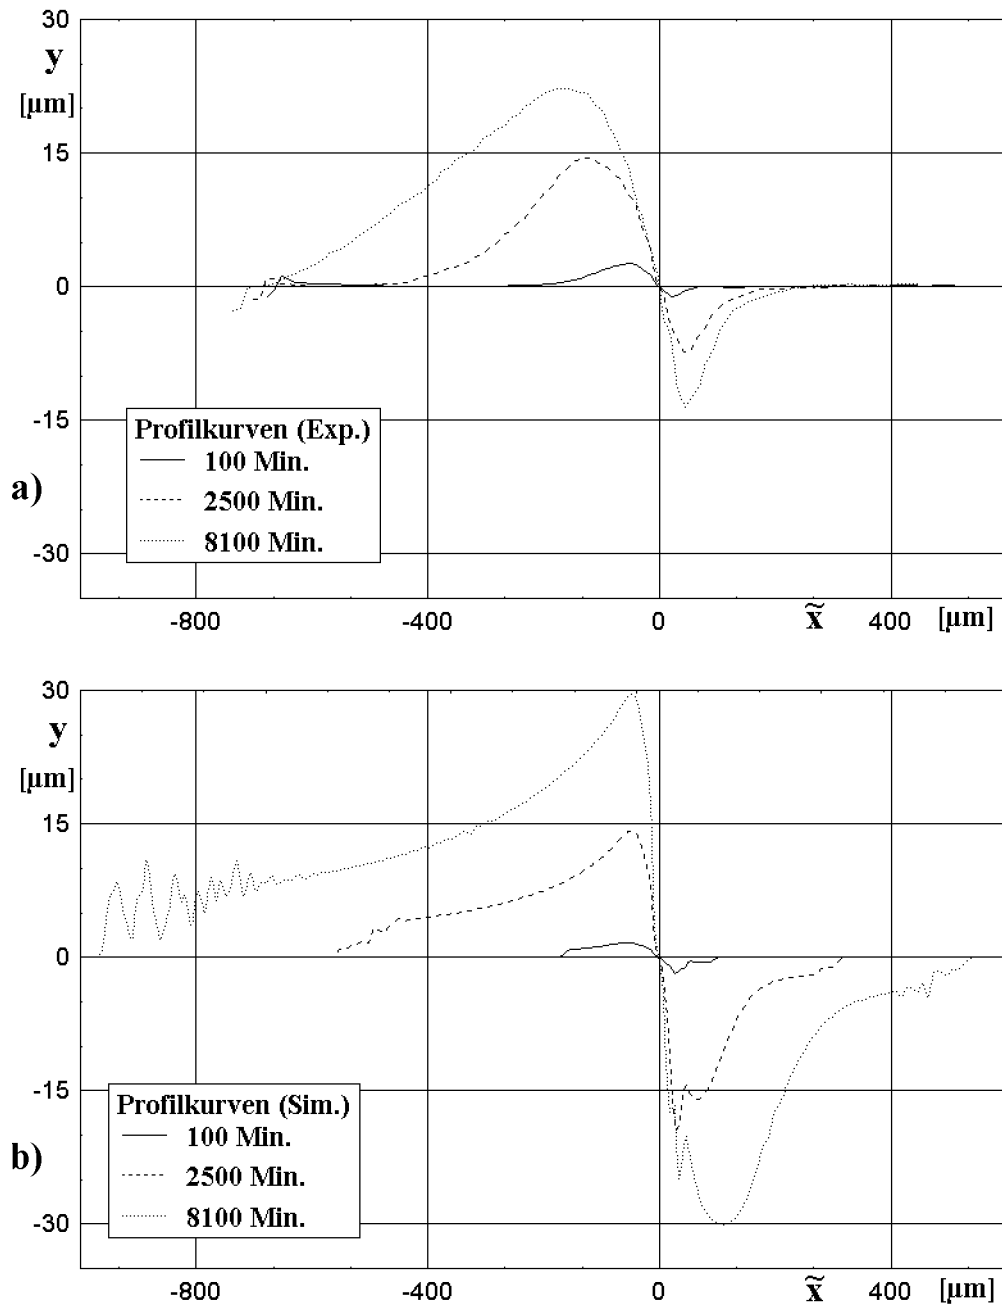 30
y
[µm]
15
0
-15
-30
Profilkurven (Exp.)
100 Min.
2500 Min.
8100 Min.
a)
-800
-400
0
x̃
400
[µm]
30
y
[µm]
15
0
-15
-30
Profilkurven (Sim.)
100 Min.
2500 Min.
8100 Min.
b)
-800
-400
0
x̃
400
[µm]